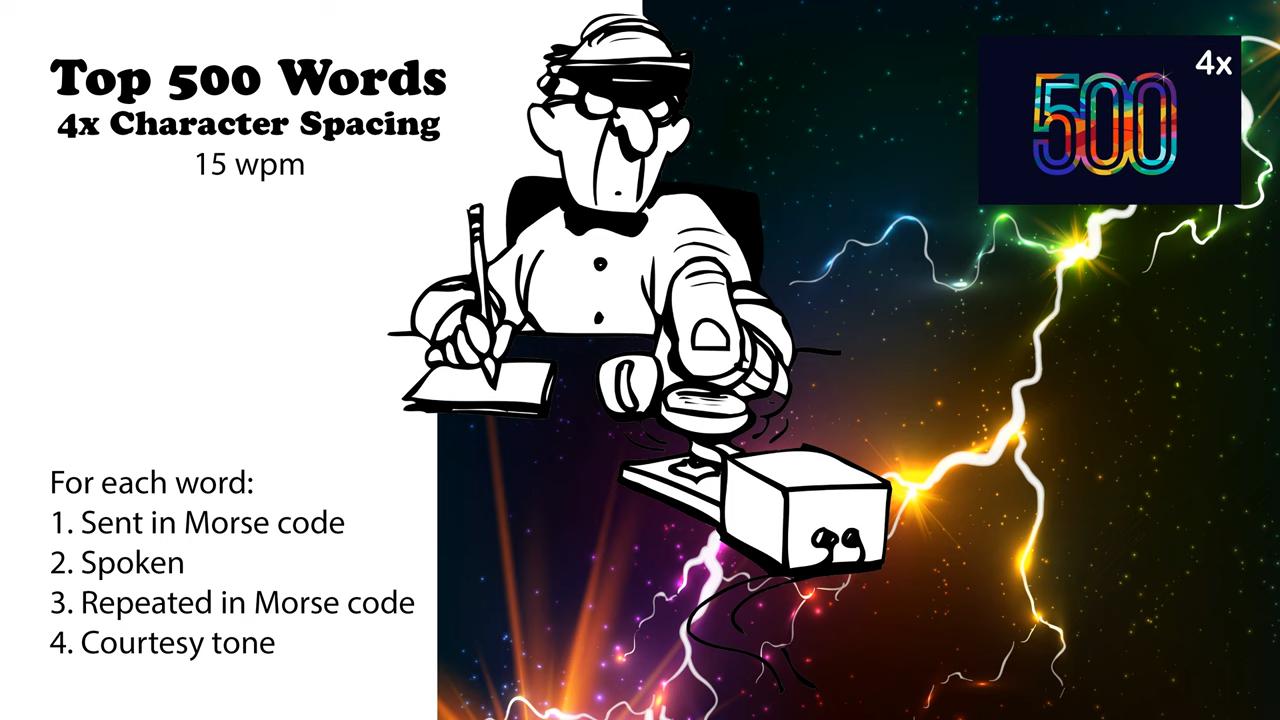 Top 500 Words
4x Character Spacing
15 wpm
4x
500
For each word:
1. Sent in Morse code
2. Spoken
3. Repeated in Morse code
4. Courtesy tone